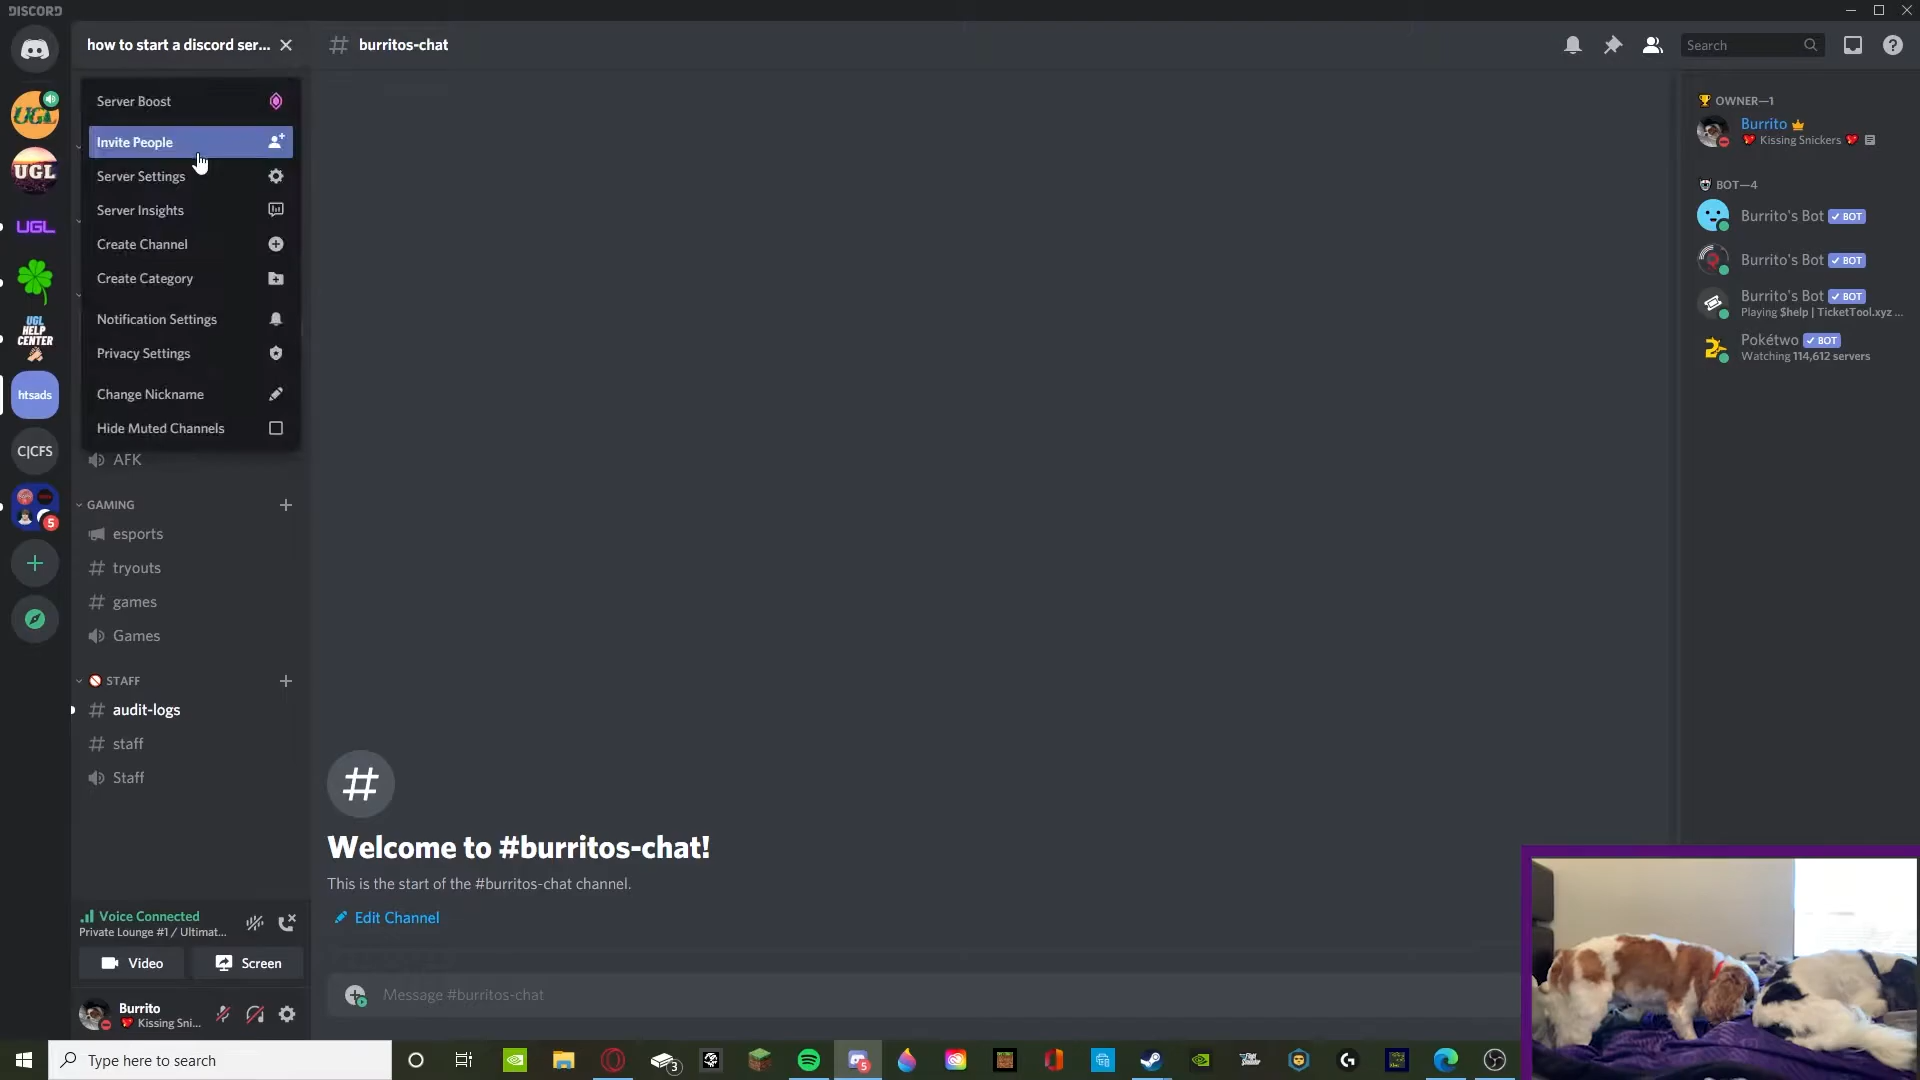 DISCORD
how to start a discord ser...
burritos-chat
Search
Server Boost
Invite People
Server Settings
Server Insights
Create Channel
Create Category
Notification Settings
Privacy Settings
Change Nickname
Hide Muted Channels
AFK
GAMING
esports
tryouts
games
Games
STAFF
audit-logs
staff
Staff
UGL
UGL
UGL
UGL
HELP
CENTER
htsads
C|CFS
5
Voice Connected
Private Lounge #1 / Ultimat...
Video
Screen
Burrito
Kissing Sni...
Welcome to #burritos-chat!
This is the start of the #burritos-chat channel.
Edit Channel
Message #burritos-chat
OWNER—1
Burrito
Kissing Snickers
BOT—4
Burrito's Bot BOT
Burrito's Bot BOT
Burrito's Bot BOT
Playing $help | TicketTool.xyz ...
Pokétwo BOT
Watching 114,612 servers
Type here to search
3
5